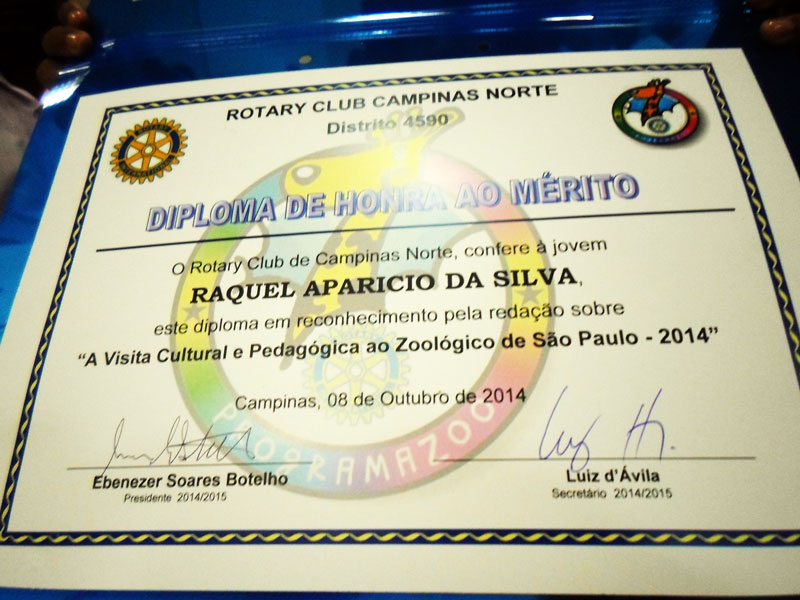 ROTARY CLUB CAMPINAS NORTE
Distrito 4590
DIPLOMA DE HONRA AO MÉRITO
O Rotary Club de Campinas Norte, confere à jovem
RAQUEL APARICIO DA SILVA,
este diploma em reconhecimento pela redação sobre
"A Visita Cultural e Pedagógica ao Zoológico de São Paulo - 2014"
Campinas, 08 de Outubro de 2014
PROGRAMAZOO
Ebenezer Soares Botelho
Presidente 2014/2015
Luiz d'Ávila
Secretário 2014/2015